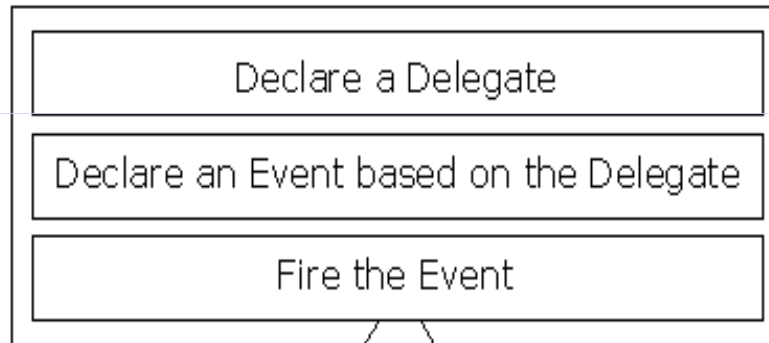 Declare a Delegate
Declare an Event based on the Delegate
Fire the Event